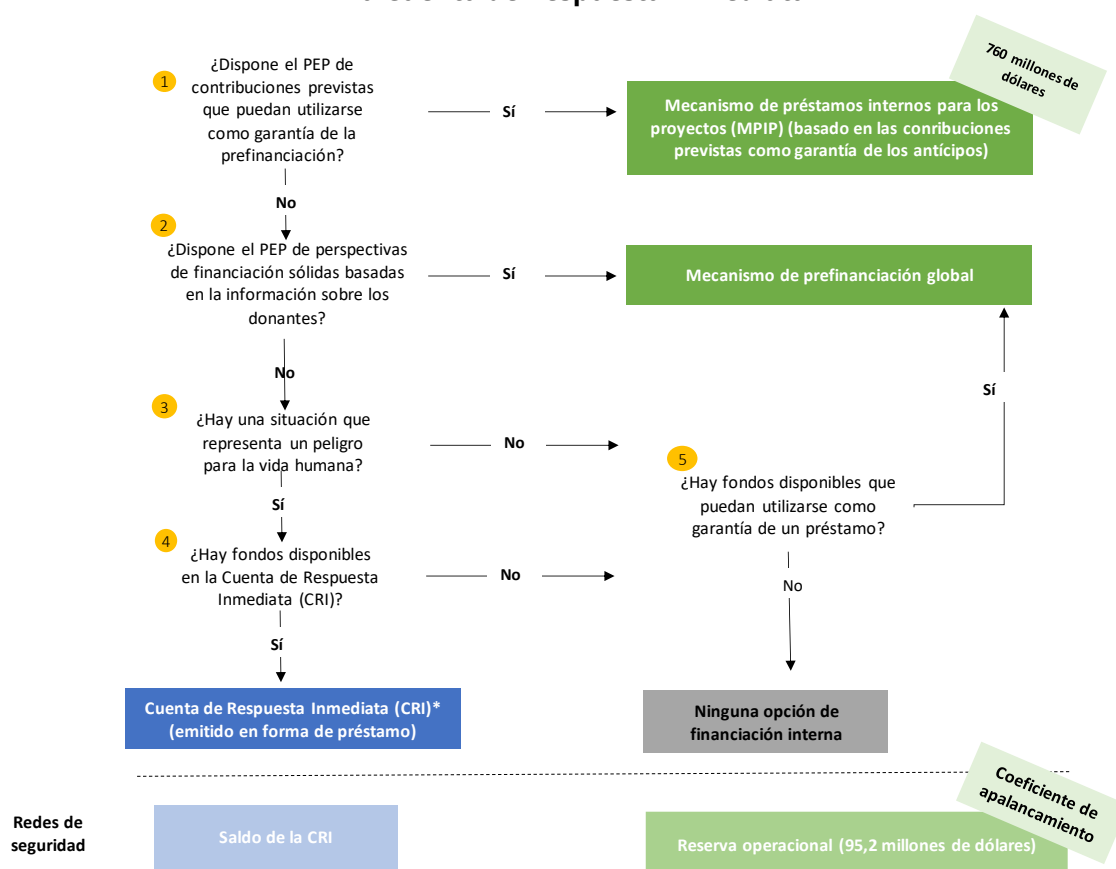 760 millones de
dólares
1
¿Dispone el PEP de
contribuciones previstas
que puedan utilizarse
como garantía de la
prefinanciación?
Sí
Mecanismo de préstamos internos para los
proyectos (MPIP) (basado en las conribuciones
previstas como garantía de los antícipos)
No
2
¿Dispone el PEP de perspectivas
de financiación sólidas basadas
en la información sobre los
donantes?
Sí
Mecanismo de prefinanciación global
No
Sí
3
¿Hay una situación que
representa un peligro
para la vida humana?
No
5
¿Hay fondos disponibles que
puedan utilizarse como
garantía de un préstamo?
Sí
4
¿Hay fondos disponibles
en la Cuenta de Respuesta
Inmediata (CRI)?
No
No
Sí
Cuenta de Respuesta Inmediata (CRI)*
(emitido en forma de préstamo)
Ninguna opción de
financiación interna
Coeficiente de
apalancamiento
Redes de
seguridad
Saldo de la CRI
Reserva operacional (95,2 millones de dólares)